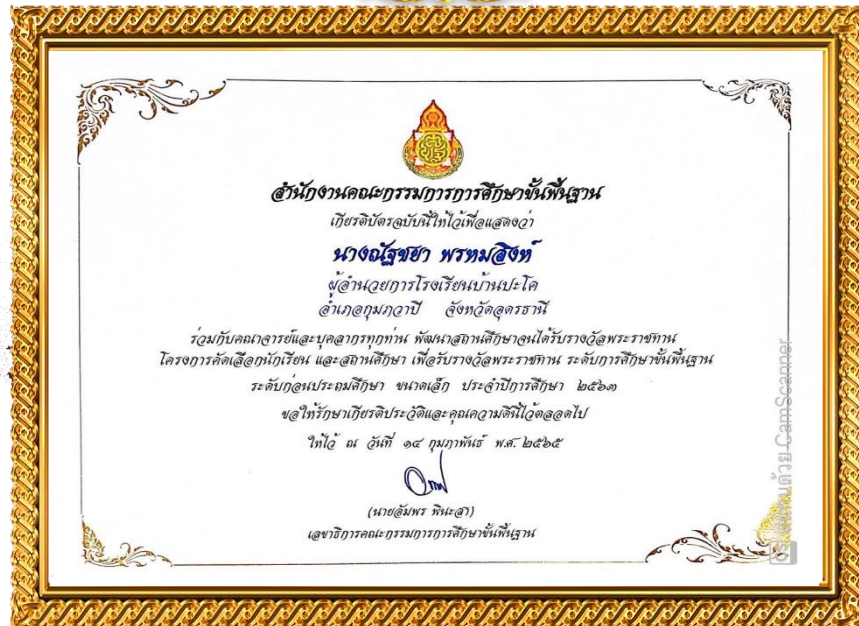 สำนักงานคณะกรรมการการศึกษาขั้นพื้นฐาน
เกียรติบัตรฉบับนี้ให้ไว้เพื่อแสดงว่า
นางณัฐชยา พรหมสิงห์
ผู้อำนวยการโรงเรียนบ้านปะโค
อำเภอกุมภวาปี จังหวัดอุดรธานี
ร่วมกับคณาจารย์และบุคลากรทุกท่าน พัฒนาสถานศึกษาจนได้รับรางวัลพระราชทาน
โครงการคัดเลือกนักเรียน และสถานศึกษา เพื่อรับรางวัลพระราชทาน ระดับการศึกษาขั้นพื้นฐาน
ระดับก่อนประถมศึกษา ขนาดเล็ก ประจำปีการศึกษา ๒๕๖๓
ขอให้รักษาเกียรติประวัติและคุณความดีนี้ไว้ตลอดไป
ให้ไว้ ณ วันที่ ๑๔ กุมภาพันธ์ พ.ศ. ๒๕๖๕
(นายอัมพร พินะสา)
เลขาธิการคณะกรรมการการศึกษาขั้นพื้นฐาน
CS สแกนด้วย CamScanner